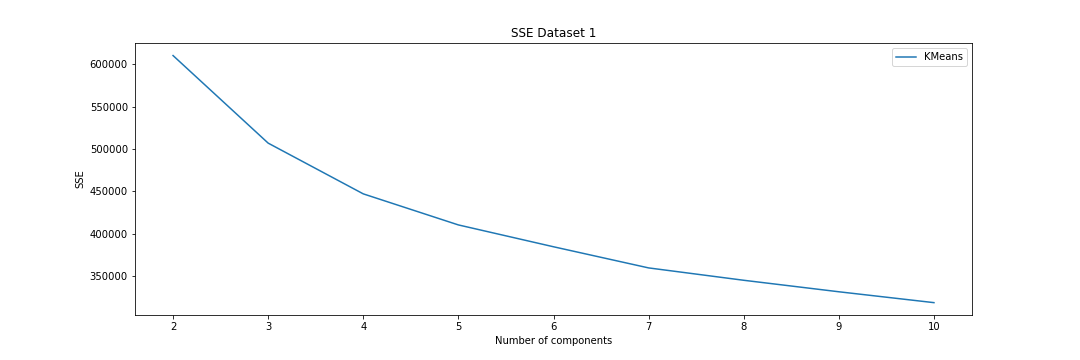 SSE Dataset 1
KMeans
600000
550000
500000
450000
400000
350000
SSE
2 3 4 5 6 7 8 9 10
Number of components